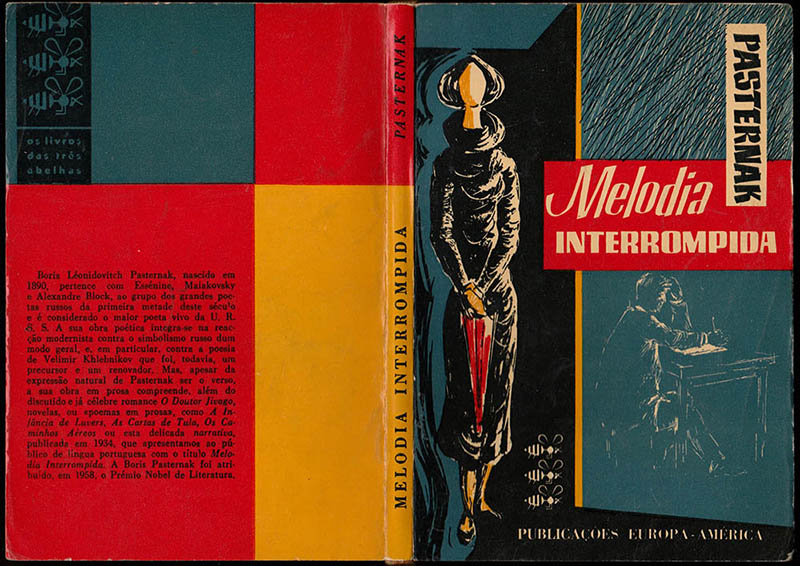 os livros
das três
abelhas
Boris Léonidovitch Pasternak, nascido em
1890, pertence com Essénine, Maiakovsky
e Alexandre Block, ao grupo dos grandes poe-
tas russos da primeira metade deste século
e é considerado o maior poeta vivo da U. R.
S. S. A sua obra poética integra-se na reac-
ção modernista contra o simbolismo russo dum
modo geral, e, em particular, contra a poesia
de Velimir Khlebnikov que foi, todavia, um
precursor e um renovador. Mas, apesar da
expressão natural de Pasternak ser o verso,
a sua obra em prosa compreende, além do
discutido e já célebre romance O Doutor Jivago,
novelas, ou «poemas em prosa», como A In-
fância de Luvers, As Cartas de Tula, Os Ca-
minhos Aéreos ou esta delicada narrativa,
publicada em 1934, que apresentamos ao pú-
blico de língua portuguesa com o título Melo-
dia Interrompida. A Boris Pasternak foi atri-
buído, em 1958, o Prémio Nobel de Literatura.
MELODIA INTERROMPIDA PASTERNAK
PASTERNAK
Melodia
INTERROMPIDA
PUBLICAÇÕES EUROPA-AMÉRICA